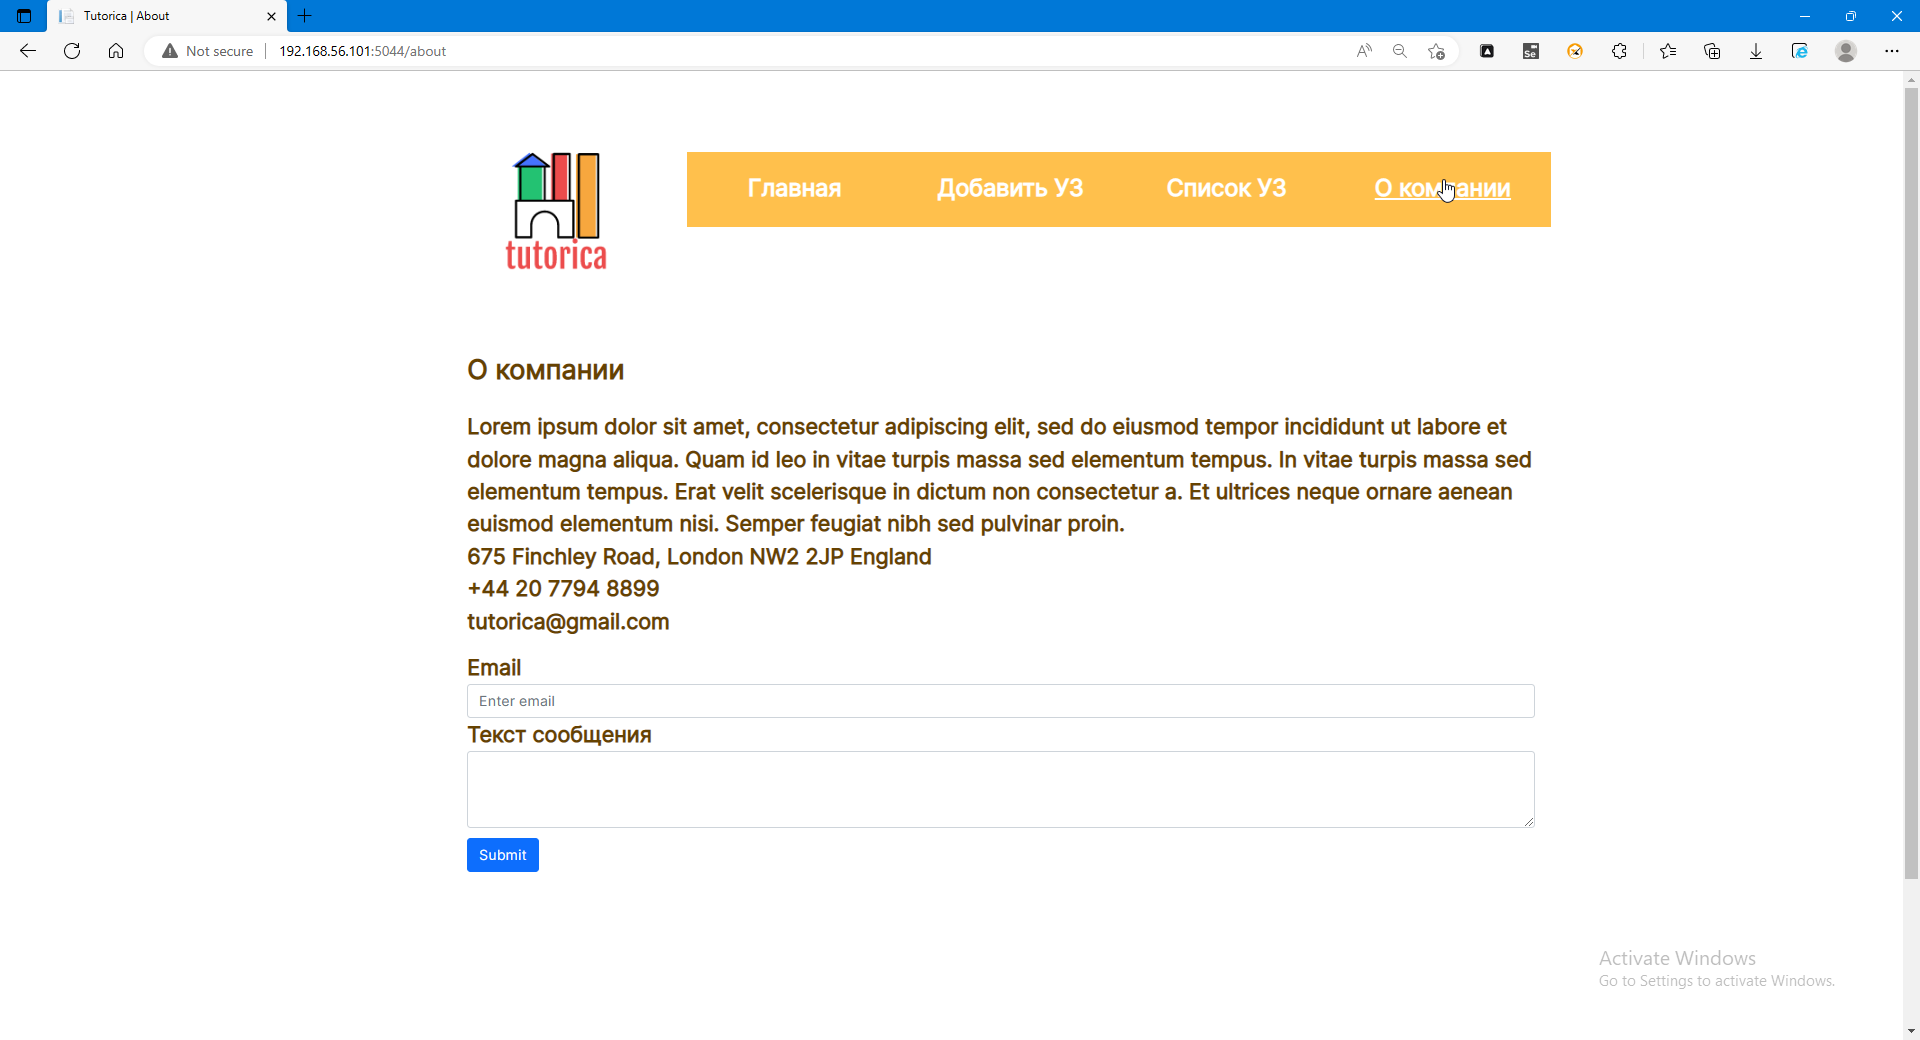 Tutorica | About
Not secure
192.168.56.101:5044/about
Se
tutorica
Главная
Добавить УЗ
Список УЗ
О компании
О компании
Lorem ipsum dolor sit amet, consectetur adipiscing elit, sed do eiusmod tempor incididunt ut labore et
dolore magna aliqua. Quam id leo in vitae turpis massa sed elementum tempus. In vitae turpis massa sed
elementum tempus. Erat velit scelerisque in dictum non consectetur a. Et ultrices neque ornare aenean
euismod elementum nisi. Semper feugiat nibh sed pulvinar proin.
675 Finchley Road, London NW2 2JP England
+44 20 7794 8899
tutorica@gmail.com
Email
Enter email
Текст сообщения
Submit
Activate Windows
Go to Settings to activate Windows.